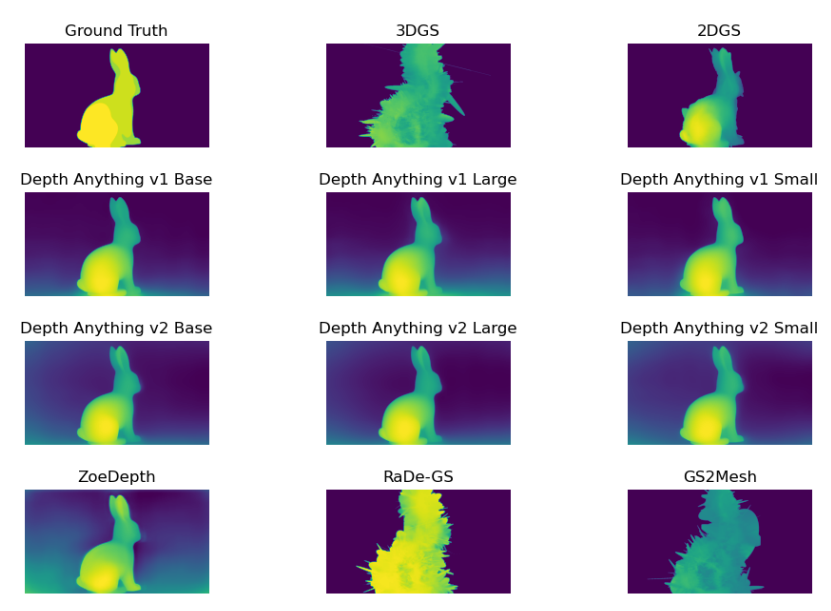 Ground Truth
3DGS
2DGS
Depth Anything v1 Base
Depth Anything v1 Large
Depth Anything v1 Small
Depth Anything v2 Base
Depth Anything v2 Large
Depth Anything v2 Small
ZoeDepth
RaDe-GS
GS2Mesh